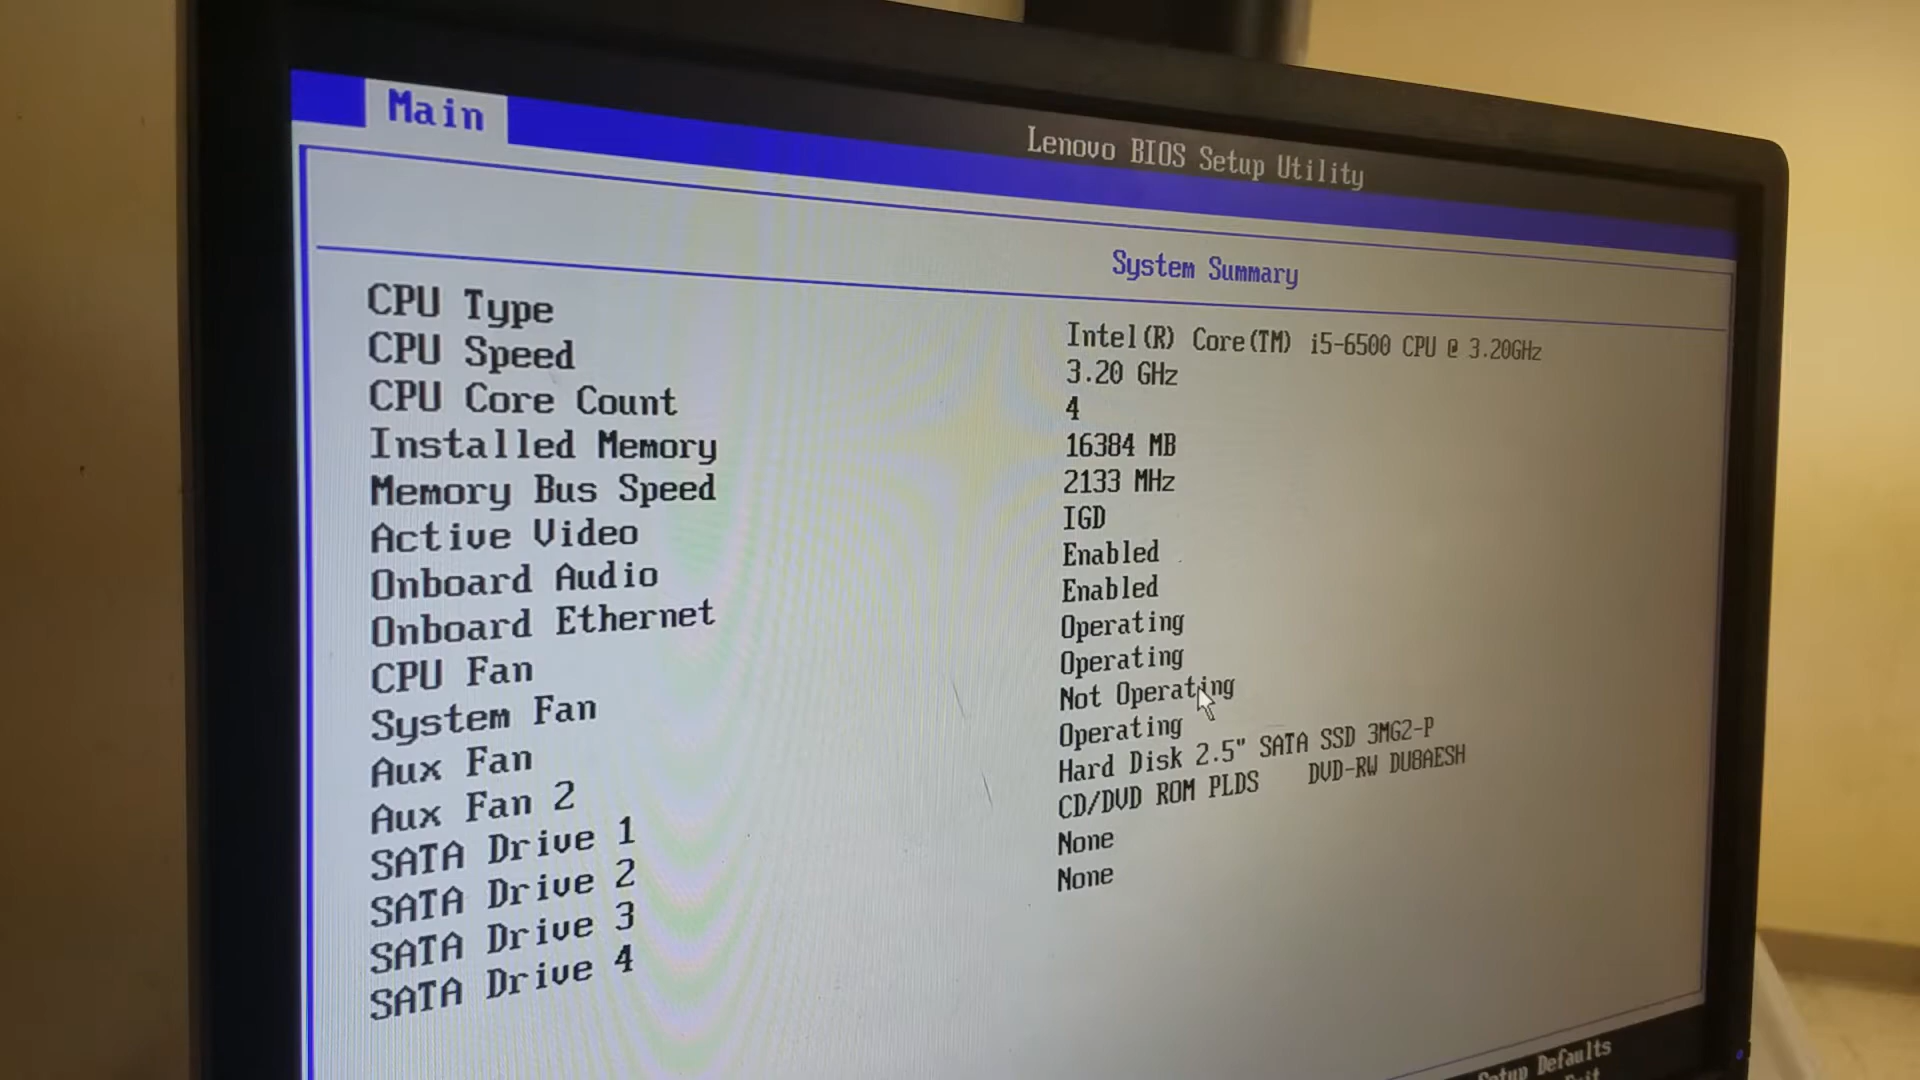 Main
Lenovo BIOS Setup Utility
System Summary
CPU Type Intel(R) Core(TM) i5-6500 CPU @ 3.20GHz
CPU Speed 3.20 GHz
CPU Core Count 4
Installed Memory 16384 MB
Memory Bus Speed 2133 MHz
Active Video IGD
Onboard Audio Enabled
Onboard Ethernet Enabled
CPU Fan Operating
System Fan Operating
Aux Fan Not Operating
Aux Fan 2 Operating
SATA Drive 1 Hard Disk 2.5" SATA SSD 3MG2-P
SATA Drive 2 CD/DVD ROM PLDS DVD-RW DU8AESH
SATA Drive 3 None
SATA Drive 4 None
Setup Defaults